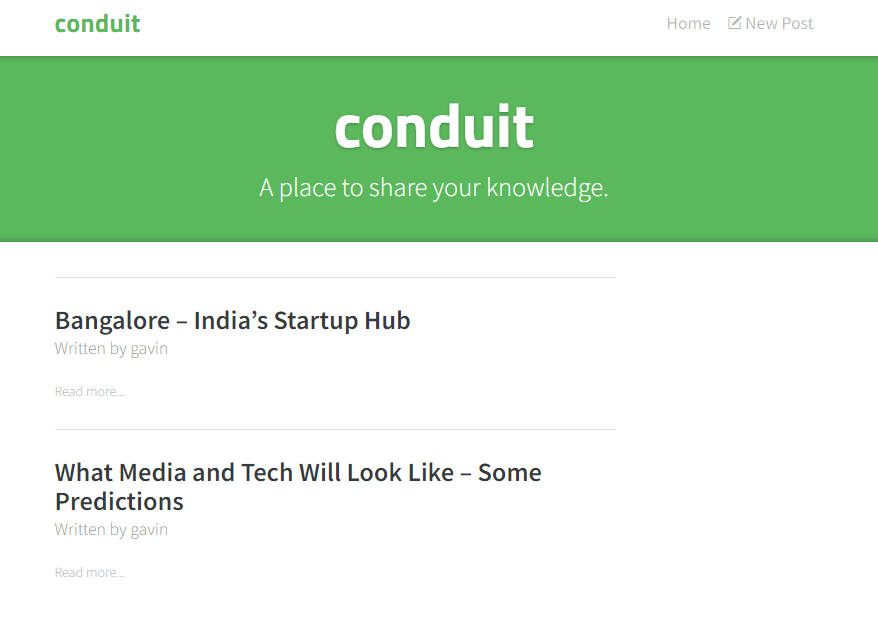 conduit
Home New Post
conduit
A place to share your knowledge.
Bangalore – India’s Startup Hub
Written by gavin
Read more...
What Media and Tech Will Look Like – Some
Predictions
Written by gavin
Read more...